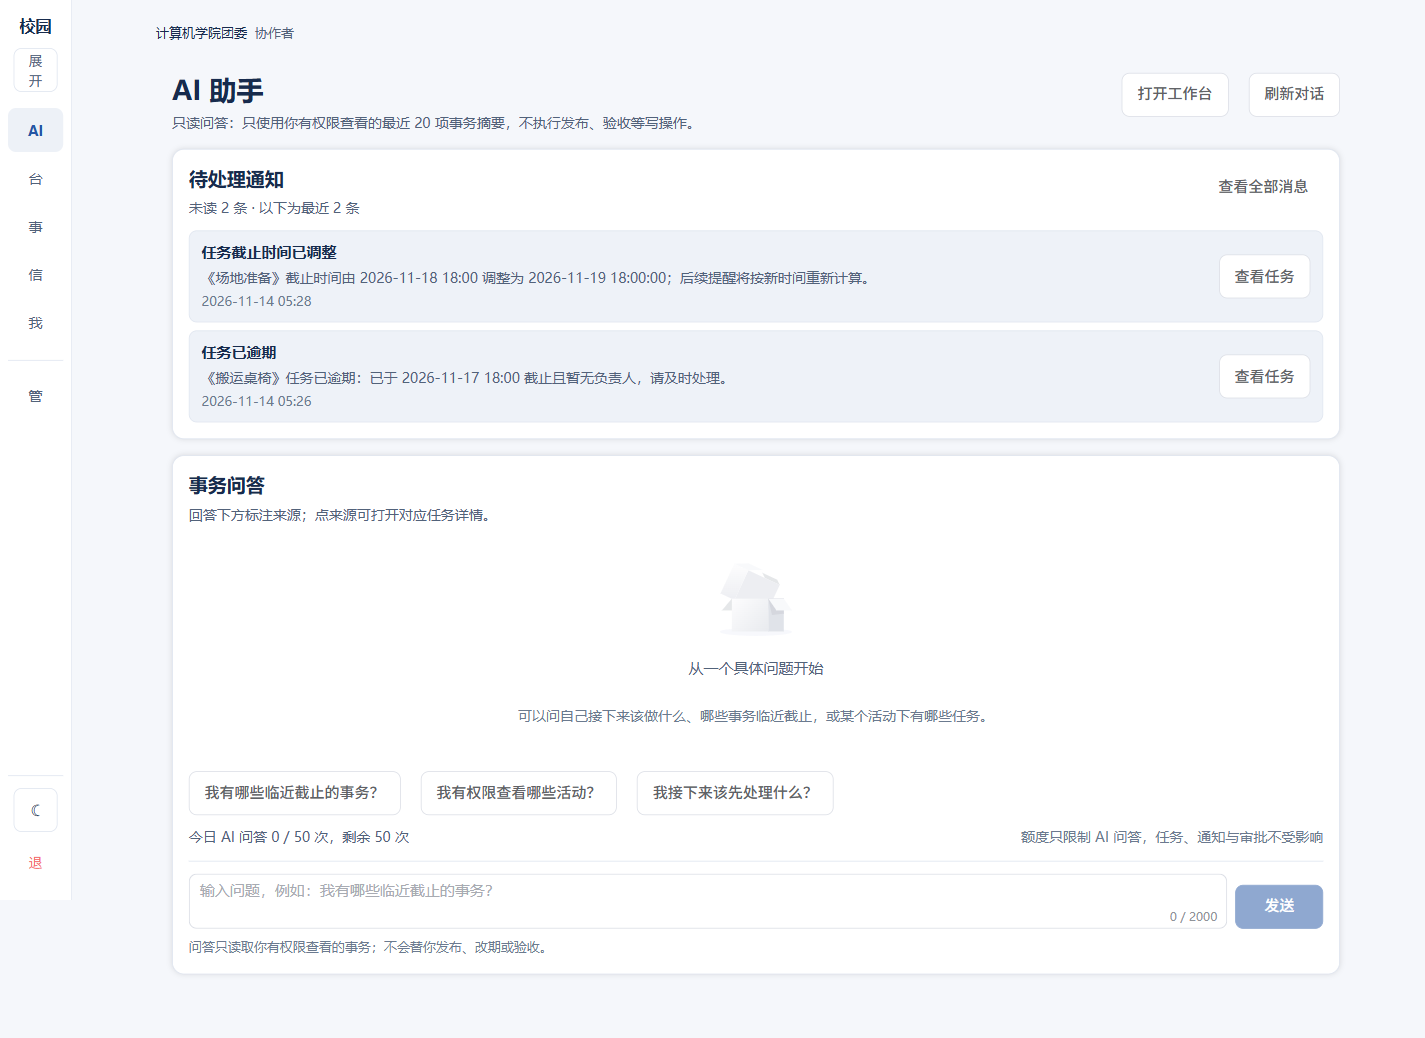 校园
展
开
AI
台
事
信
我
管
☾
退
计算机学院团委 协作者
AI 助手
只读问答：只使用你有权限查看的最近 20 项事务摘要，不执行发布、验收等写操作。
打开工作台
刷新对话
待处理通知
未读 2 条 · 以下为最近 2 条
查看全部消息
任务截止时间已调整
《场地准备》截止时间由 2026-11-18 18:00 调整为 2026-11-19 18:00:00；后续提醒将按新时间重新计算。
2026-11-14 05:28
查看任务
任务已逾期
《搬运桌椅》任务已逾期：已于 2026-11-17 18:00 截止且暂无负责人，请及时处理。
2026-11-14 05:26
查看任务
事务问答
回答下方标注来源；点来源可打开对应任务详情。
从一个具体问题开始
可以问自己接下来该做什么、哪些事务临近截止，或某个活动下有哪些任务。
我有哪些临近截止的事务？
我有权限查看哪些活动？
我接下来该先处理什么？
今日 AI 问答 0 / 50 次，剩余 50 次
额度只限制 AI 问答，任务、通知与审批不受影响
输入问题，例如：我有哪些临近截止的事务？
0 / 2000
发送
问答只读取你有权限查看的事务；不会替你发布、改期或验收。